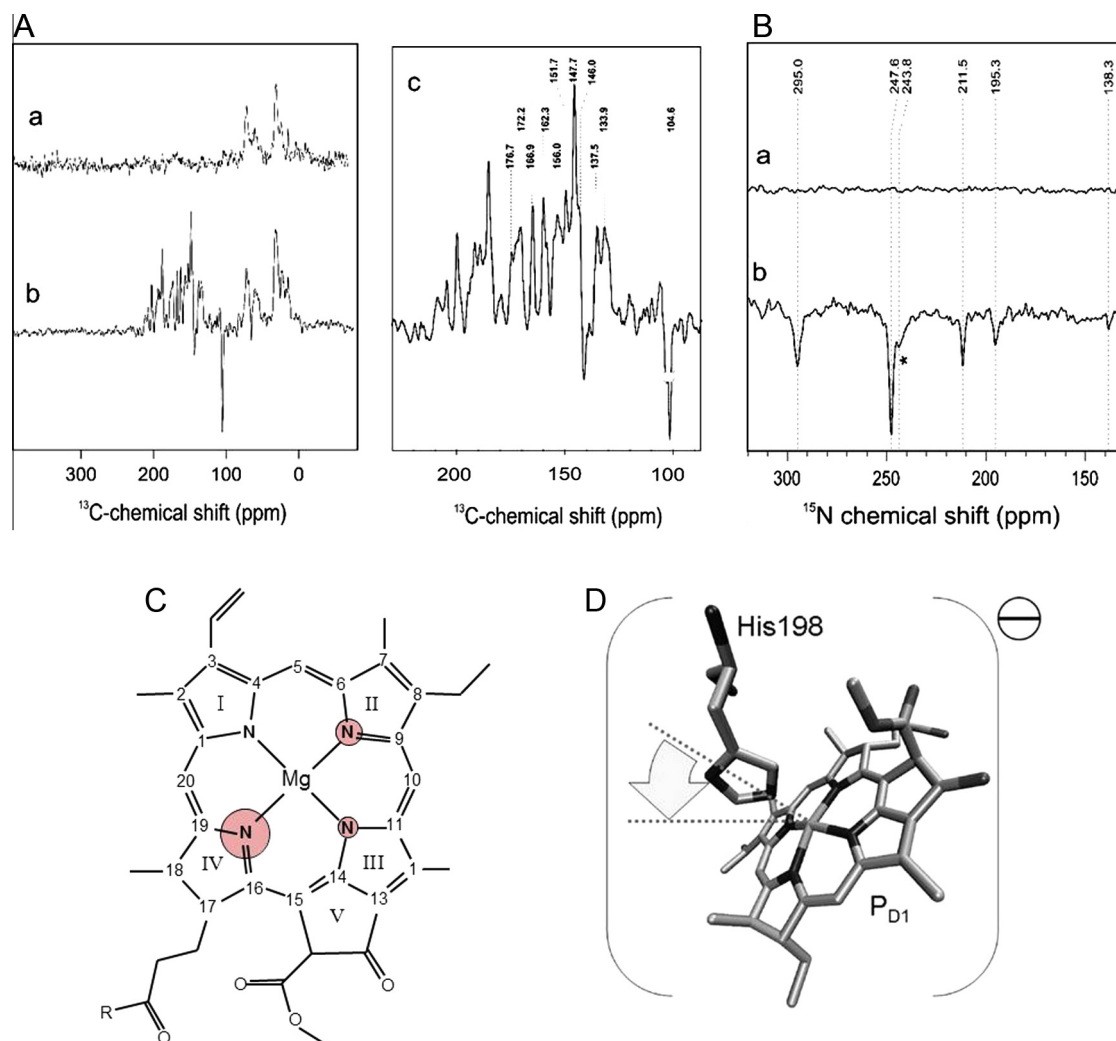 A
B
a
b
300
200
100
0
¹³C-chemical shift (ppm)
c
176.7
172.2
166.9
162.3
156.0
151.7
147.7
146.0
137.5
133.9
104.6
200
150
100
¹³C-chemical shift (ppm)
295.0
247.6
243.8
211.5
195.3
138.3
a
b
*
300
250
200
150
¹⁵N chemical shift (ppm)
C
3
5
7
4
6
2
I
II
8
1
N
N
9
20
Mg
10
19
N
N
11
IV
III
18
16
14
1
15
13
17
V
O
O
R
O
O
D
His198
P_D1